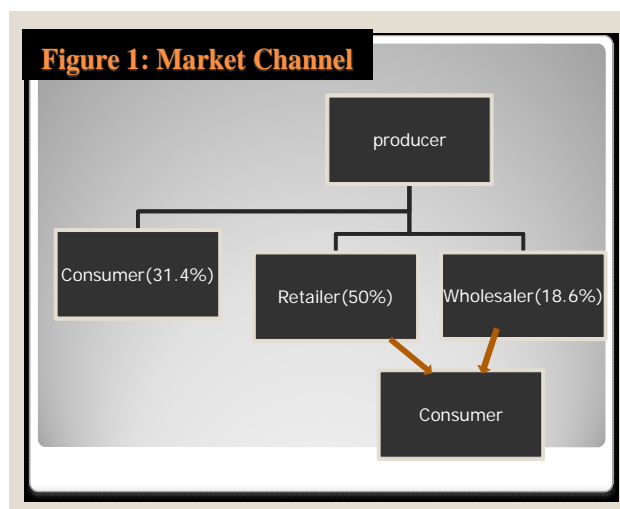 Figure 1: Market Channel
producer
Consumer(31.4%)
Retailer(50%)
Wholesaler(18.6%)
Consumer